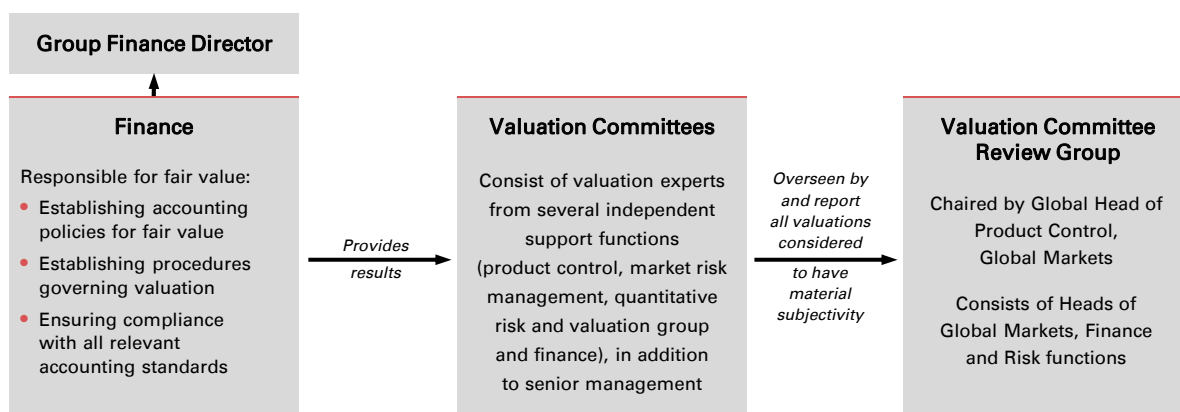 Group Finance Director
Finance
Responsible for fair value:
• Establishing accounting
policies for fair value
• Establishing procedures
governing valuation
• Ensuring compliance
with all relevant
accounting standards
Provides
results
Valuation Committees
Consist of valuation experts
from several independent
support functions
(product control, market risk
management, quantitative
risk and valuation group
and finance), in addition
to senior management
Overseen by
and report
all valuations
considered
to have
material
subjectivity
Valuation Committee
Review Group
Chaired by Global Head of
Product Control,
Global Markets
Consists of Heads of
Global Markets, Finance
and Risk functions